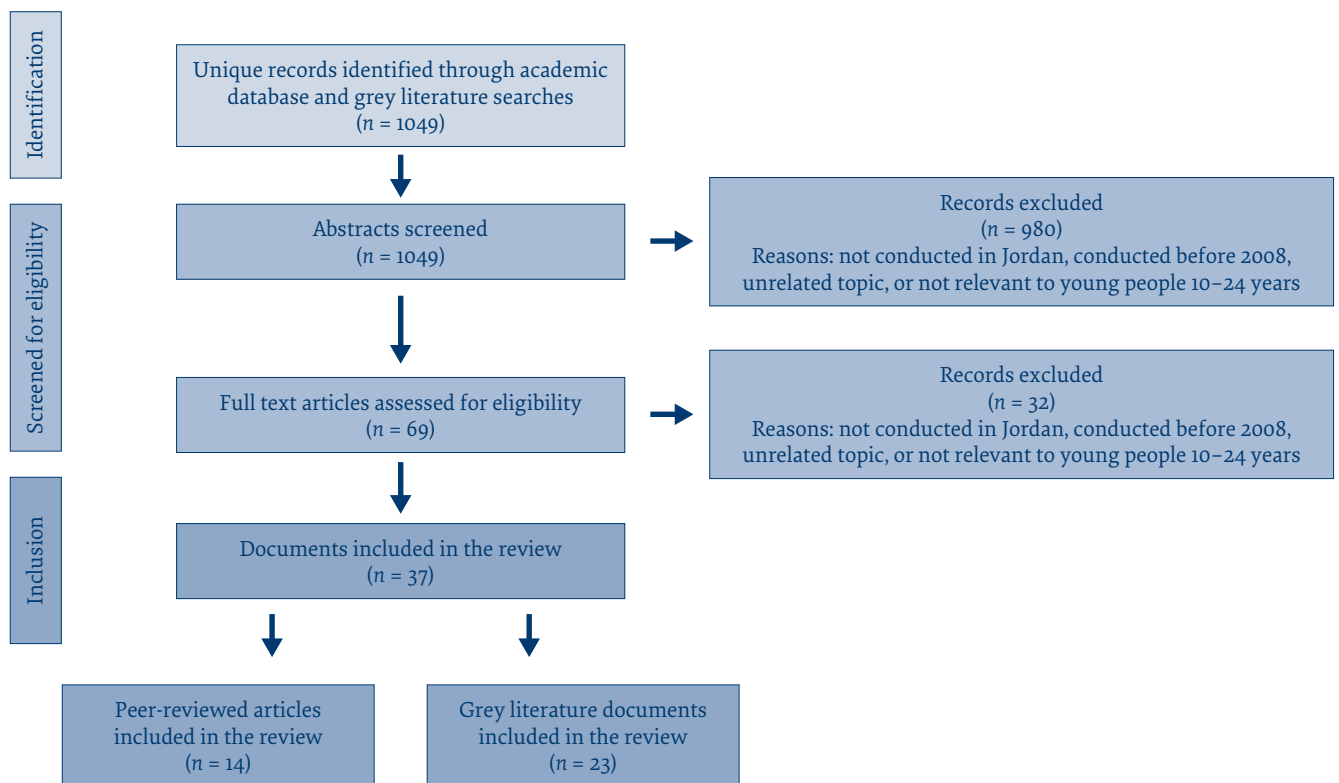 Identification
Unique records identified through academic
database and grey literature searches
(n = 1049)
Screened for eligibility
Abstracts screened
(n = 1049)
Records excluded
(n = 980)
Reasons: not conducted in Jordan, conducted before 2008,
unrelated topic, or not relevant to young people 10–24 years
Full text articles assessed for eligibility
(n = 69)
Records excluded
(n = 32)
Reasons: not conducted in Jordan, conducted before 2008,
unrelated topic, or not relevant to young people 10–24 years
Inclusion
Documents included in the review
(n = 37)
Peer-reviewed articles
included in the review
(n = 14)
Grey literature documents
included in the review
(n = 23)